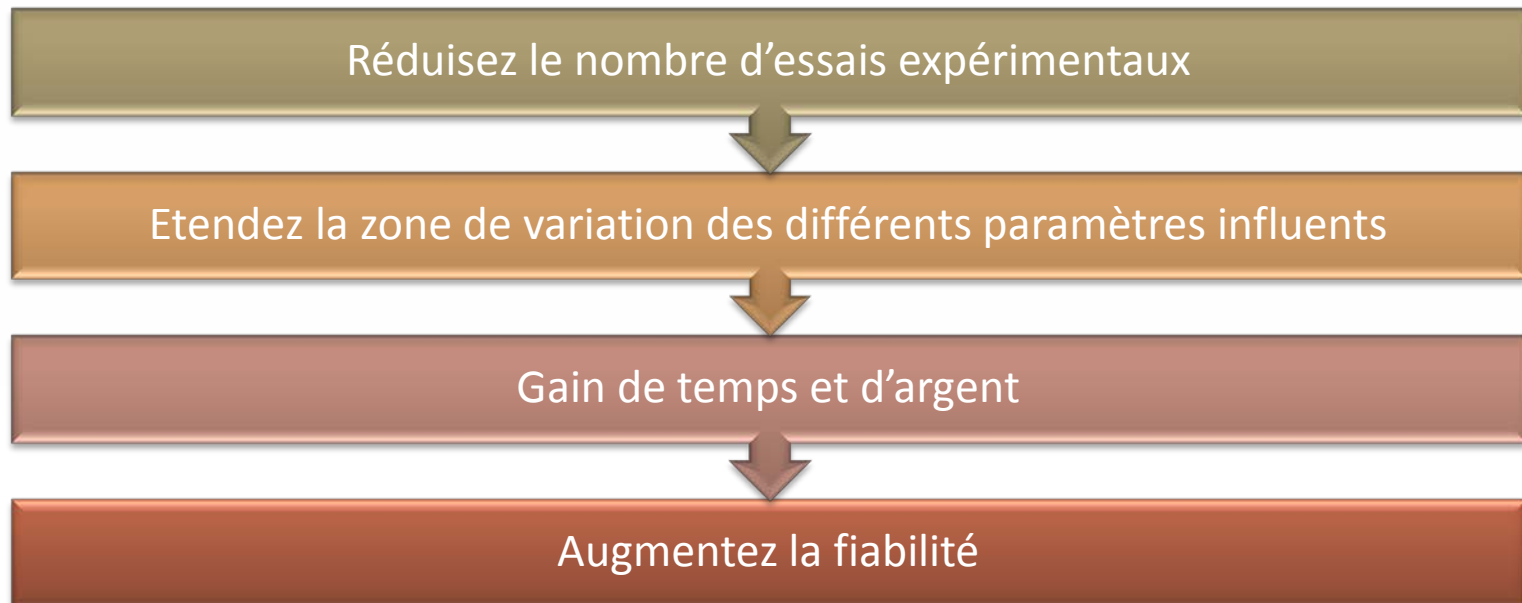 Réduisez le nombre d’essais expérimentaux
Etendez la zone de variation des différents paramètres influents
Gain de temps et d’argent
Augmentez la fiabilité